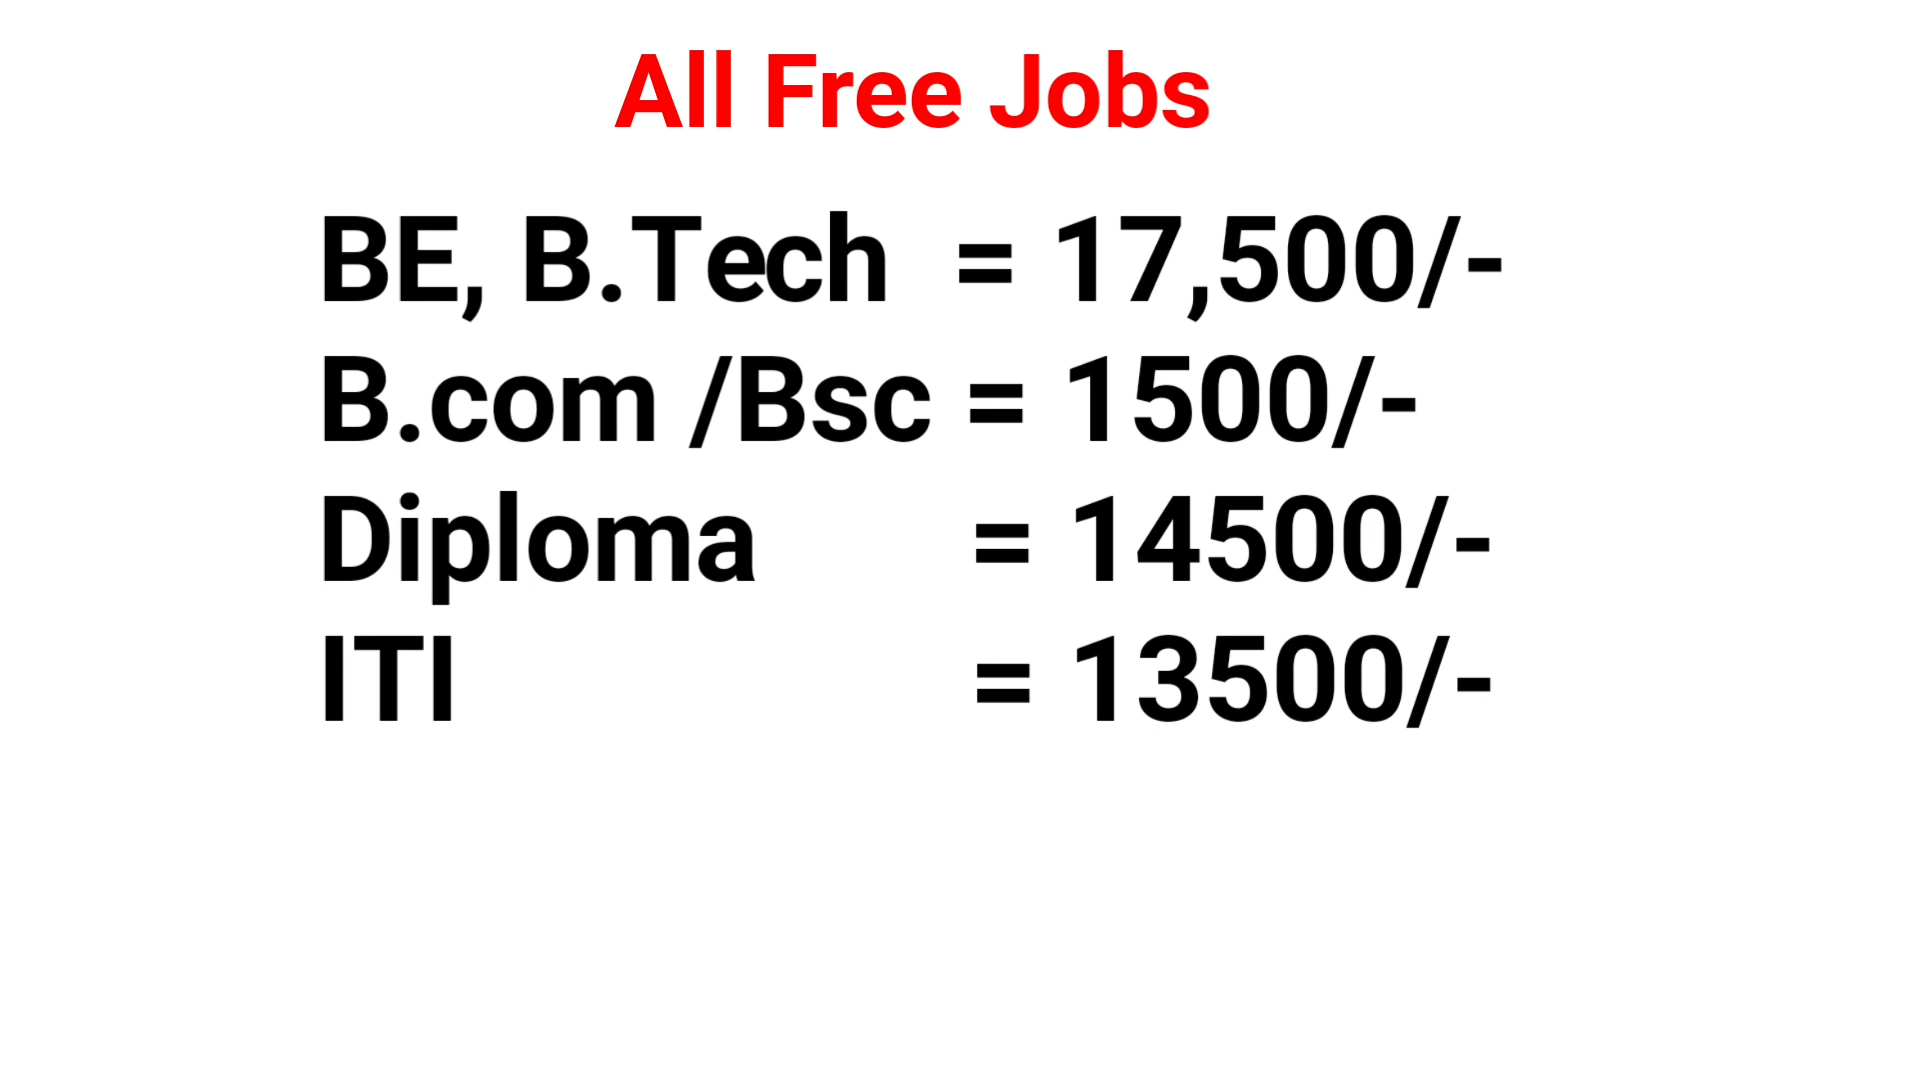 All Free Jobs
BE, B.Tech = 17,500/-
B.com /Bsc = 1500/-
Diploma = 14500/-
ITI = 13500/-